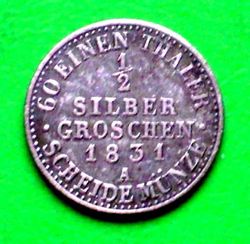 60 EINEN THALER
1/2
SILBER
GROSCHEN
1831
A
SCHEIDE MÜNZE